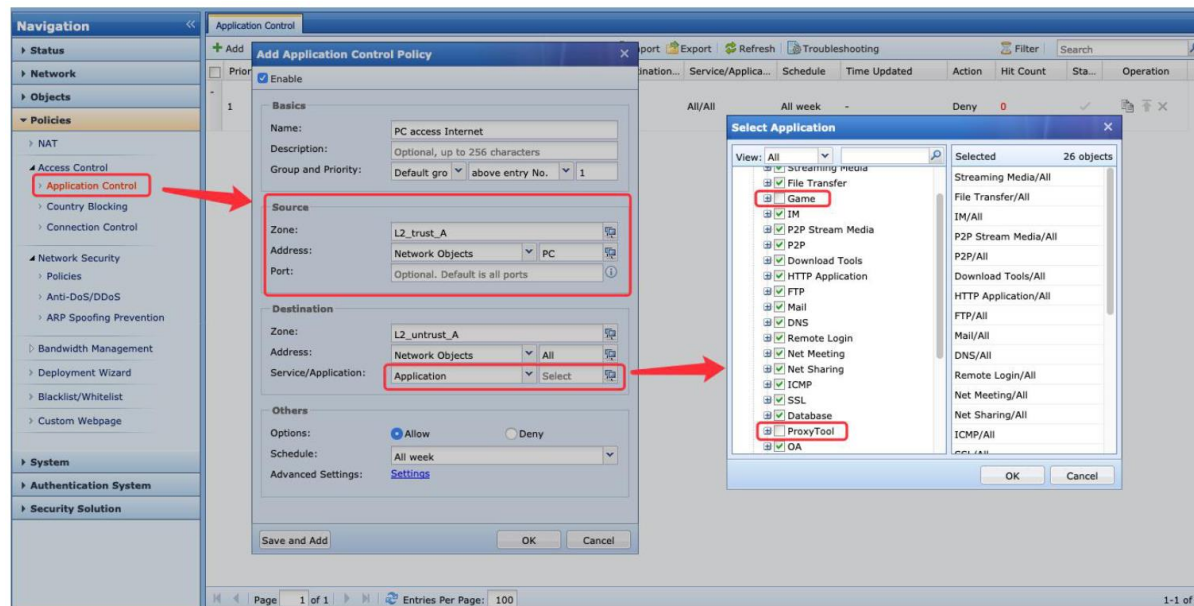 Navigation
Status
Network
Objects
Policies
NAT
Access Control
Application Control
Country Blocking
Connection Control
Network Security
Policies
Anti-DoS/DDoS
ARP Spoofing Prevention
Bandwidth Management
Deployment Wizard
Blacklist/Whitelist
Custom Webpage
System
Authentication System
Security Solution
Application Control
Add
port Export Refresh Troubleshooting Filter Search
Prior
ination... Service/Applica... Schedule Time Updated Action Hit Count Sta... Operation
1 All/All All week - Deny 0
Add Application Control Policy
Enable
Basics
Name: PC access Internet
Description: Optional, up to 256 characters
Group and Priority: Default gro above entry No. 1
Source
Zone: L2_trust_A
Address: Network Objects PC
Port: Optional. Default is all ports
Destination
Zone: L2_untrust_A
Address: Network Objects All
Service/Application: Application Select
Others
Options: Allow Deny
Schedule: All week
Advanced Settings: Settings
Save and Add OK Cancel
Select Application
View: All
Streaming Media
File Transfer
Game
IM
P2P Stream Media
P2P
Download Tools
HTTP Application
FTP
Mail
DNS
Remote Login
Net Meeting
Net Sharing
ICMP
SSL
Database
ProxyTool
OA
Selected 26 objects
Streaming Media/All
File Transfer/All
IM/All
P2P Stream Media/All
P2P/All
Download Tools/All
HTTP Application/All
FTP/All
Mail/All
DNS/All
Remote Login/All
Net Meeting/All
Net Sharing/All
ICMP/All
OK Cancel
Page 1 of 1 Entries Per Page: 100
1-1 of